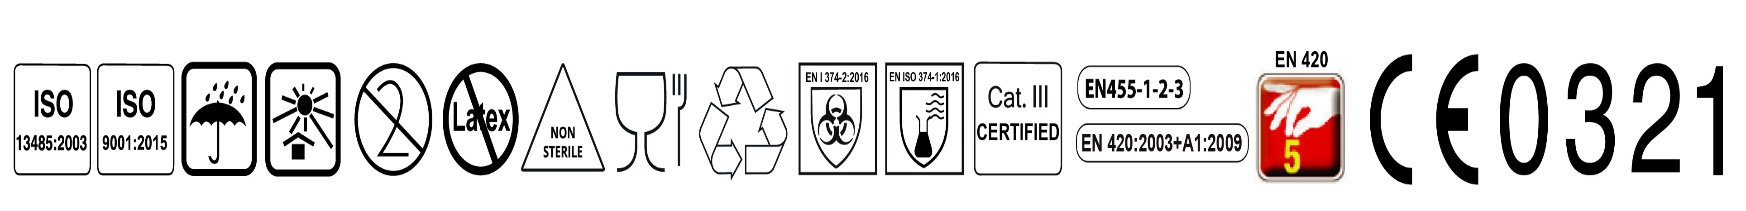 ISO
13485:2003
ISO
9001:2015
2
Latex
NON
STERILE
EN I 374-2:2016
EN ISO 374-1:2016
Cat. III
CERTIFIED
EN455-1-2-3
EN 420:2003+A1:2009
EN 420
5
CE 0321